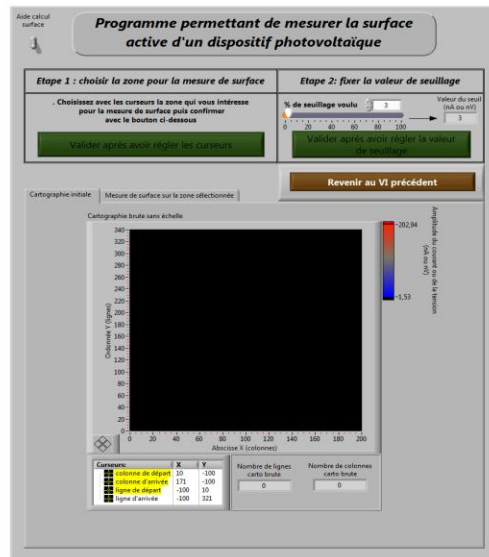 Aide calcul
surface
Programme permettant
de mesurer la surface
active d'un dispositif photovoltaïque
Etape 1 : choisir la zone pour la mesure de surface
. Choisissez avec les curseurs la zone qui vous intéresse
pour la mesure de surface puis confirmer
avec le bouton ci-dessous
Valider après avoir régler les curseurs
Etape 2: fixer la valeur de seuillage
% de seuillage voulu
3
Valeur du seuil
(nA ou nV)
3
0 20 40 60 80 100
Valider après avoir régler la valeur
de seuillage
Revenir au VI précédent
Cartographie initiale
Mesure de surface sur la zone sélectionnée
Cartographie brute sans échelle
Ordonnée Y (lignes)
340
320
300
280
260
240
220
200
180
160
140
120
100
80
60
40
20
0
0 20 40 60 80 100 120 140 160 180 200
Abscisse X (colonnes)
202,94
1,53
Amplitude du courant ou de la tension
(nA ou nV)
Curseurs: X Y
colonne de départ 10 -100
colonne d'arrivée 171 -100
ligne de départ -100 10
ligne d'arrivée -100 321
Nombre de lignes
carto brute
0
Nombre de colonnes
carto brute
0